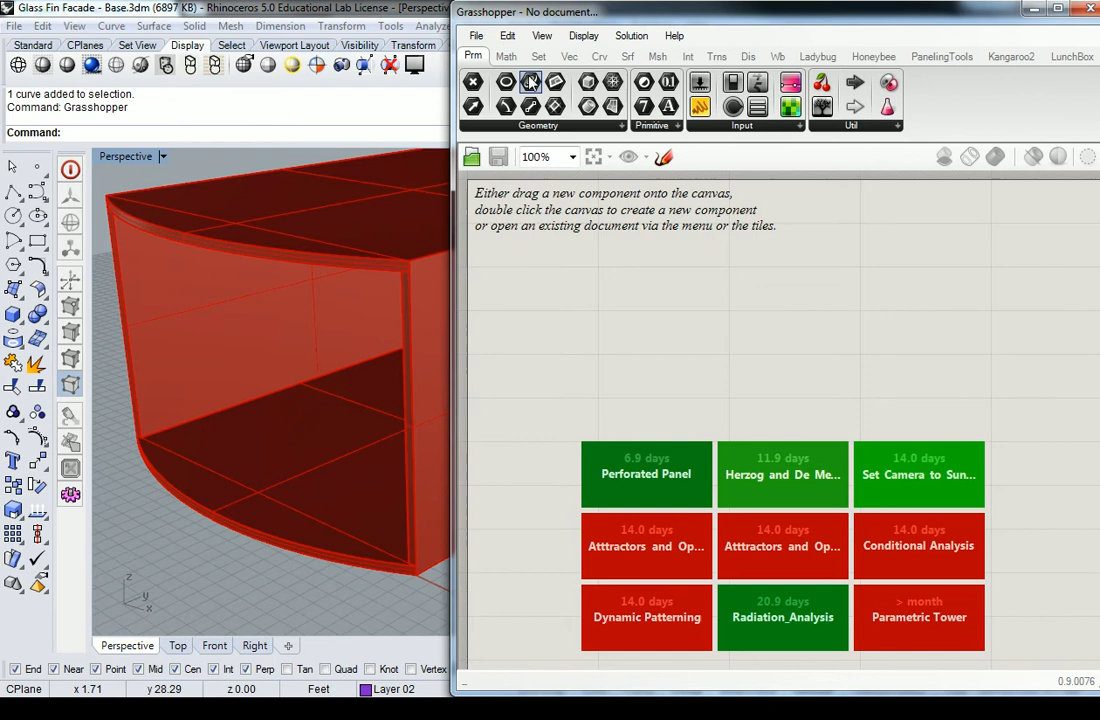 Glass Fin Facade - Base.3dm (6897 KB) - Rhinoceros 5.0 Educational Lab License - [Perspective]
File Edit View Curve Surface Solid Mesh Dimension Transform Tools Analyze
Standard CPlanes Set View Display Select Viewport Layout Visibility Transform
1 curve added to selection.
Command: Grasshopper
Command:
Perspective
z
y
x
Perspective Top Front Right
End Near Point Mid Cen Int Perp Tan Quad Knot Vertex
CPlane x 1.71 y 28.29 z 0.00 Feet Layer 02
Grasshopper - No document...
File Edit View Display Solution Help
Prm Math Set Vec Crv Srf Msh Int Trns Dis Wb Ladybug Honeybee PanelingTools Kangaroo2 LunchBox
Geometry Primitive Input Util
100%
Either drag a new component onto the canvas,
double click the canvas to create a new component
or open an existing document via the menu or the tiles.
6.9 days
Perforated Panel
11.9 days
Herzog and De Me...
14.0 days
Set Camera to Sun...
14.0 days
Atttractors and Op...
14.0 days
Atttractors and Op...
14.0 days
Conditional Analysis
14.0 days
Dynamic Patterning
20.9 days
Radiation_Analysis
> month
Parametric Tower
0.9.0076